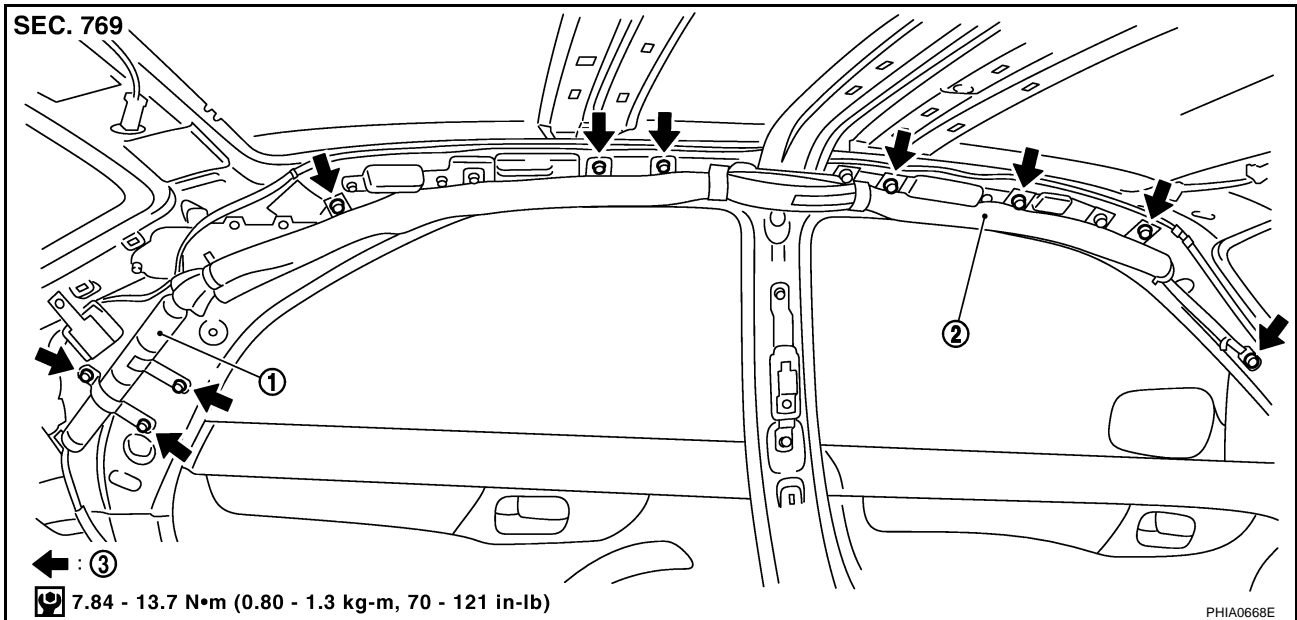 SEC. 769
2
1
: 3
7.84 - 13.7 N•m (0.80 - 1.3 kg-m, 70 - 121 in-lb)
PHIA0668E